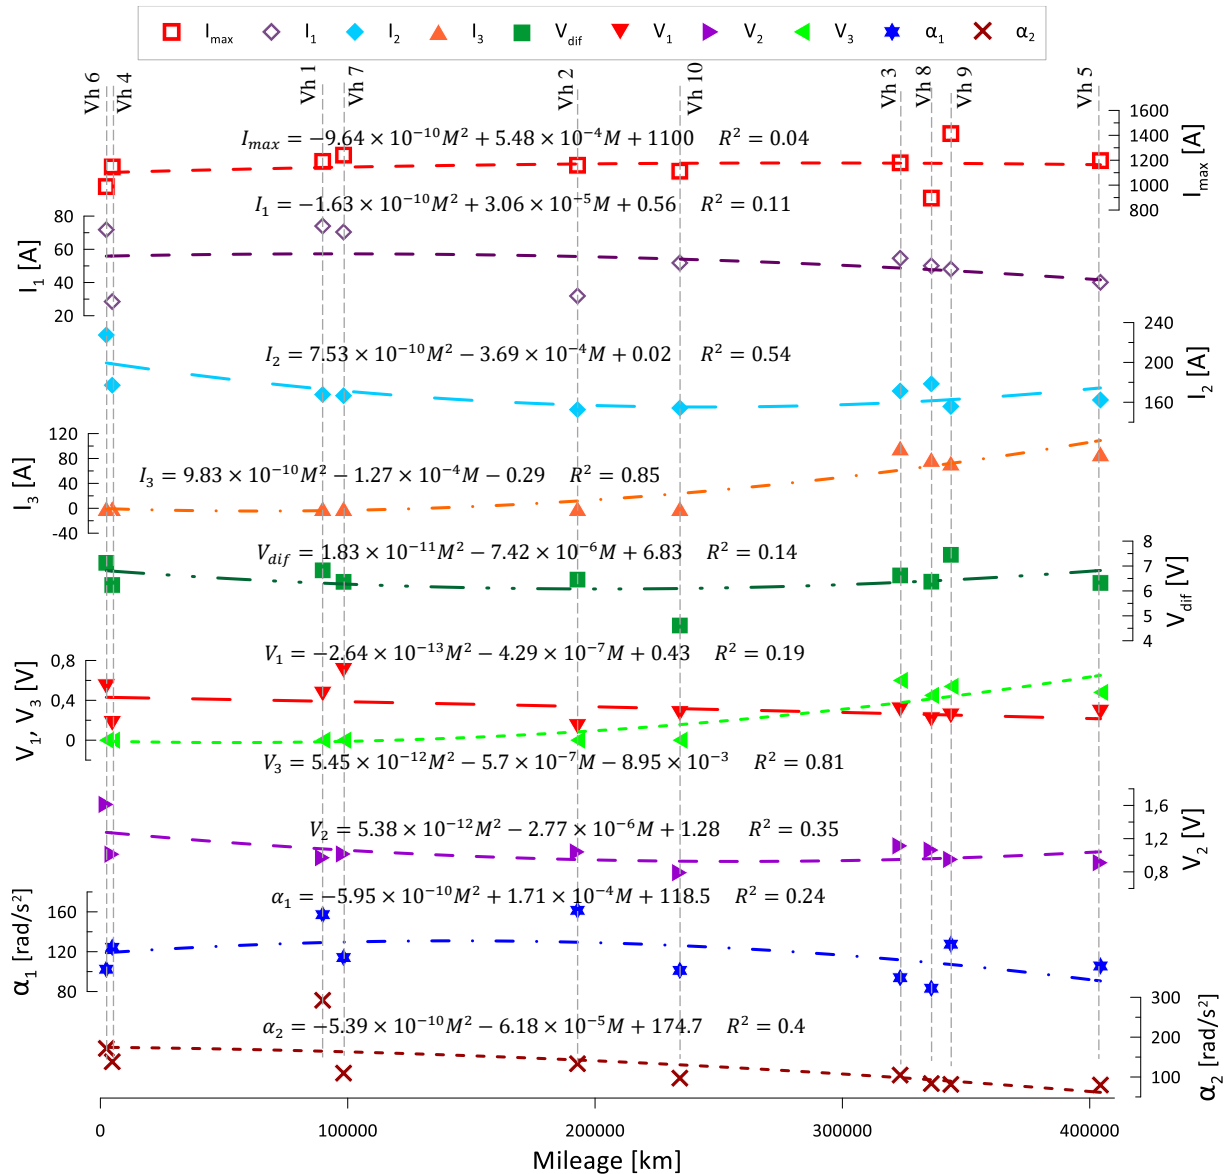 I_max I_1 I_2 I_3 V_dif V_1 V_2 V_3 α_1 α_2
Vh 6 Vh 4 Vh 1 Vh 7 Vh 2 Vh 10 Vh 3 Vh 8 Vh 9 Vh 5
I_max = −9.64 × 10^−10 M^2 + 5.48 × 10^−4 M + 1100 R^2 = 0.04
1600
1400
1200
1000
800
I_max [A]
I_1 = −1.63 × 10^−10 M^2 + 3.06 × 10^−5 M + 0.56 R^2 = 0.11
80
60
40
20
I_1 [A]
I_2 = 7.53 × 10^−10 M^2 − 3.69 × 10^−4 M + 0.02 R^2 = 0.54
240
200
160
I_2 [A]
120
80
40
0
-40
I_3 [A]
I_3 = 9.83 × 10^−10 M^2 − 1.27 × 10^−4 M − 0.29 R^2 = 0.85
V_dif = 1.83 × 10^−11 M^2 − 7.42 × 10^−6 M + 6.83 R^2 = 0.14
8
7
6
5
4
V_dif [V]
V_1 = −2.64 × 10^−13 M^2 − 4.29 × 10^−7 M + 0.43 R^2 = 0.19
0,8
0,4
0
V_1, V_3 [V]
V_3 = 5.45 × 10^−12 M^2 − 5.7 × 10^−7 M − 8.95 × 10^−3 R^2 = 0.81
V_2 = 5.38 × 10^−12 M^2 − 2.77 × 10^−6 M + 1.28 R^2 = 0.35
1,6
1,2
0,8
V_2 [V]
α_1 = −5.95 × 10^−10 M^2 + 1.71 × 10^−4 M + 118.5 R^2 = 0.24
160
120
80
α_1 [rad/s^2]
α_2 = −5.39 × 10^−10 M^2 − 6.18 × 10^−5 M + 174.7 R^2 = 0.4
300
200
100
α_2 [rad/s^2]
0 100000 200000 300000 400000
Mileage [km]